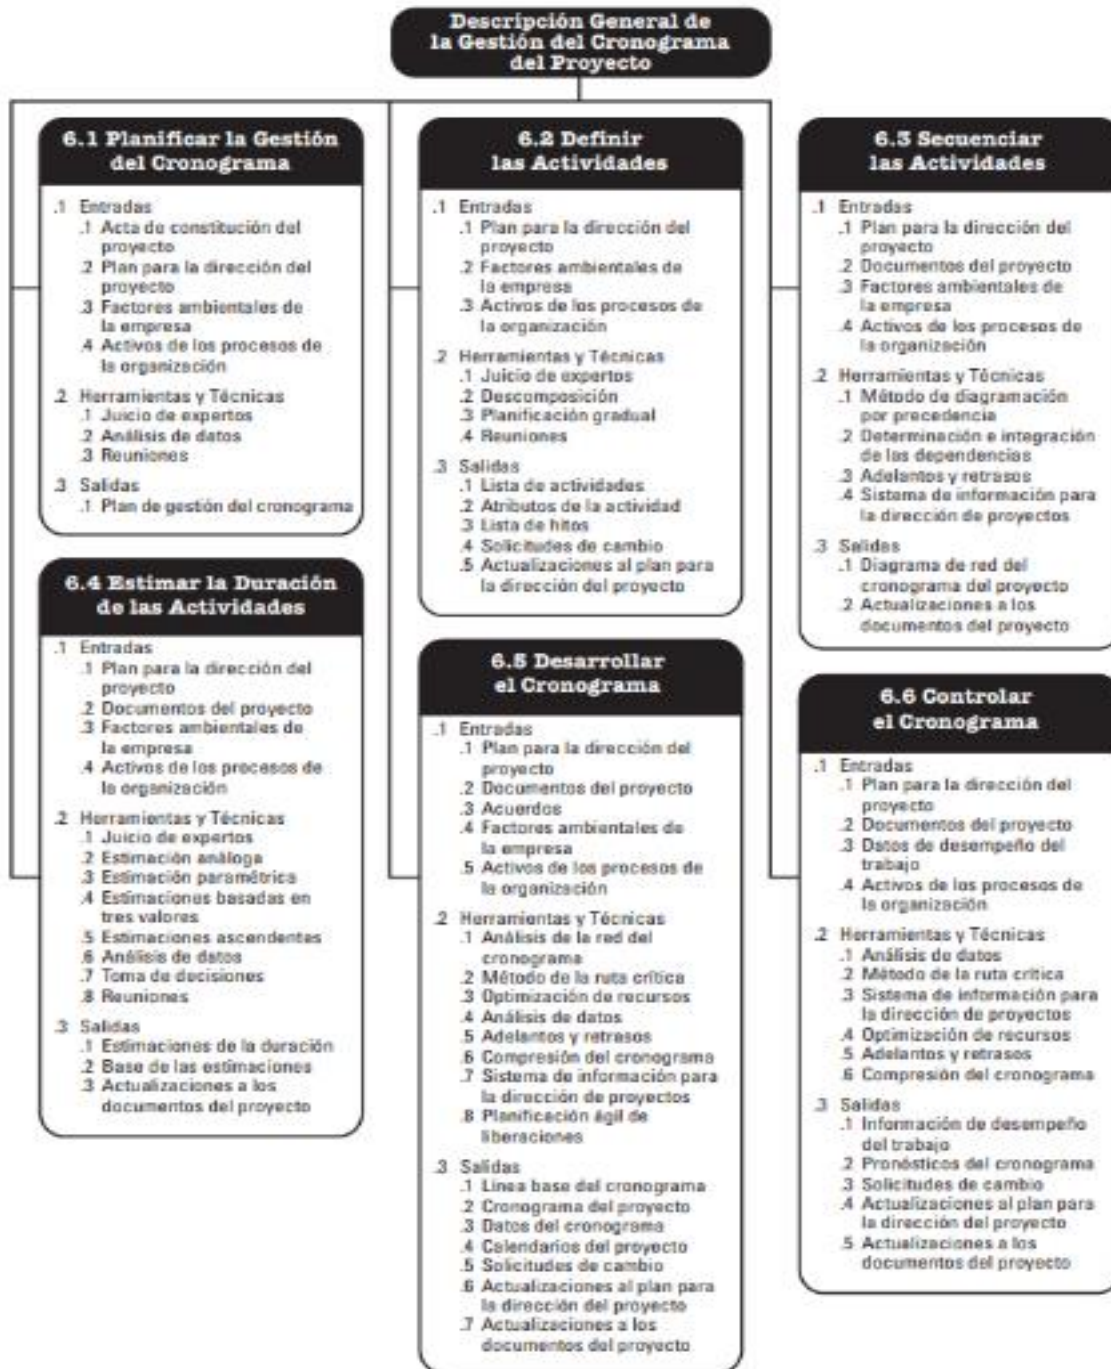 Descripción General de
la Gestión del Cronograma
del Proyecto
6.1 Planificar la Gestión
del Cronograma
.1 Entradas
.1 Acta de constitución del
proyecto
.2 Plan para la dirección del
proyecto
.3 Factores ambientales de
la empresa
.4 Activos de los procesos de
la organización
.2 Herramientas y Técnicas
.1 Juicio de expertos
.2 Análisis de datos
.3 Reuniones
.3 Salidas
.1 Plan de gestión del cronograma
6.2 Definir
las Actividades
.1 Entradas
.1 Plan para la dirección del
proyecto
.2 Factores ambientales de
la empresa
.3 Activos de los procesos de
la organización
.2 Herramientas y Técnicas
.1 Juicio de expertos
.2 Descomposición
.3 Planificación gradual
.4 Reuniones
.3 Salidas
.1 Lista de actividades
.2 Atributos de la actividad
.3 Lista de hitos
.4 Solicitudes de cambio
.5 Actualizaciones al plan para
la dirección del proyecto
6.3 Secuenciar
las Actividades
.1 Entradas
.1 Plan para la dirección del
proyecto
.2 Documentos del proyecto
.3 Factores ambientales de
la empresa
.4 Activos de los procesos de
la organización
.2 Herramientas y Técnicas
.1 Método de diagramación
por precedencia
.2 Determinación e integración
de las dependencias
.3 Adelantos y retrasos
.4 Sistema de información para
la dirección de proyectos
.3 Salidas
.1 Diagrama de red del
cronograma del proyecto
.2 Actualizaciones a los
documentos del proyecto
6.4 Estimar la Duración
de las Actividades
.1 Entradas
.1 Plan para la dirección del
proyecto
.2 Documentos del proyecto
.3 Factores ambientales de
la empresa
.4 Activos de los procesos de
la organización
.2 Herramientas y Técnicas
.1 Juicio de expertos
.2 Estimación análoga
.3 Estimación paramétrica
.4 Estimaciones basadas en
tres valores
.5 Estimaciones ascendentes
.6 Análisis de datos
.7 Toma de decisiones
.8 Reuniones
.3 Salidas
.1 Estimaciones de la duración
.2 Base de las estimaciones
.3 Actualizaciones a los
documentos del proyecto
6.5 Desarrollar
el Cronograma
.1 Entradas
.1 Plan para la dirección del
proyecto
.2 Documentos del proyecto
.3 Acuerdos
.4 Factores ambientales de
la empresa
.5 Activos de los procesos de
la organización
.2 Herramientas y Técnicas
.1 Análisis de la red del
cronograma
.2 Método de la ruta crítica
.3 Optimización de recursos
.4 Análisis de datos
.5 Adelantos y retrasos
.6 Compresión del cronograma
.7 Sistema de información para
la dirección de proyectos
.8 Planificación ágil de
liberaciones
.3 Salidas
.1 Línea base del cronograma
.2 Cronograma del proyecto
.3 Datos del cronograma
.4 Calendarios del proyecto
.5 Solicitudes de cambio
.6 Actualizaciones al plan para
la dirección del proyecto
.7 Actualizaciones a los
documentos del proyecto
6.6 Controlar
el Cronograma
.1 Entradas
.1 Plan para la dirección del
proyecto
.2 Documentos del proyecto
.3 Datos de desempeño del
trabajo
.4 Activos de los procesos de
la organización
.2 Herramientas y Técnicas
.1 Análisis de datos
.2 Método de la ruta crítica
.3 Sistema de información para
la dirección de proyectos
.4 Optimización de recursos
.5 Adelantos y retrasos
.6 Compresión del cronograma
.3 Salidas
.1 Información de desempeño
del trabajo
.2 Pronósticos del cronograma
.3 Solicitudes de cambio
.4 Actualizaciones al plan para
la dirección del proyecto
.5 Actualizaciones a los
documentos del proyecto